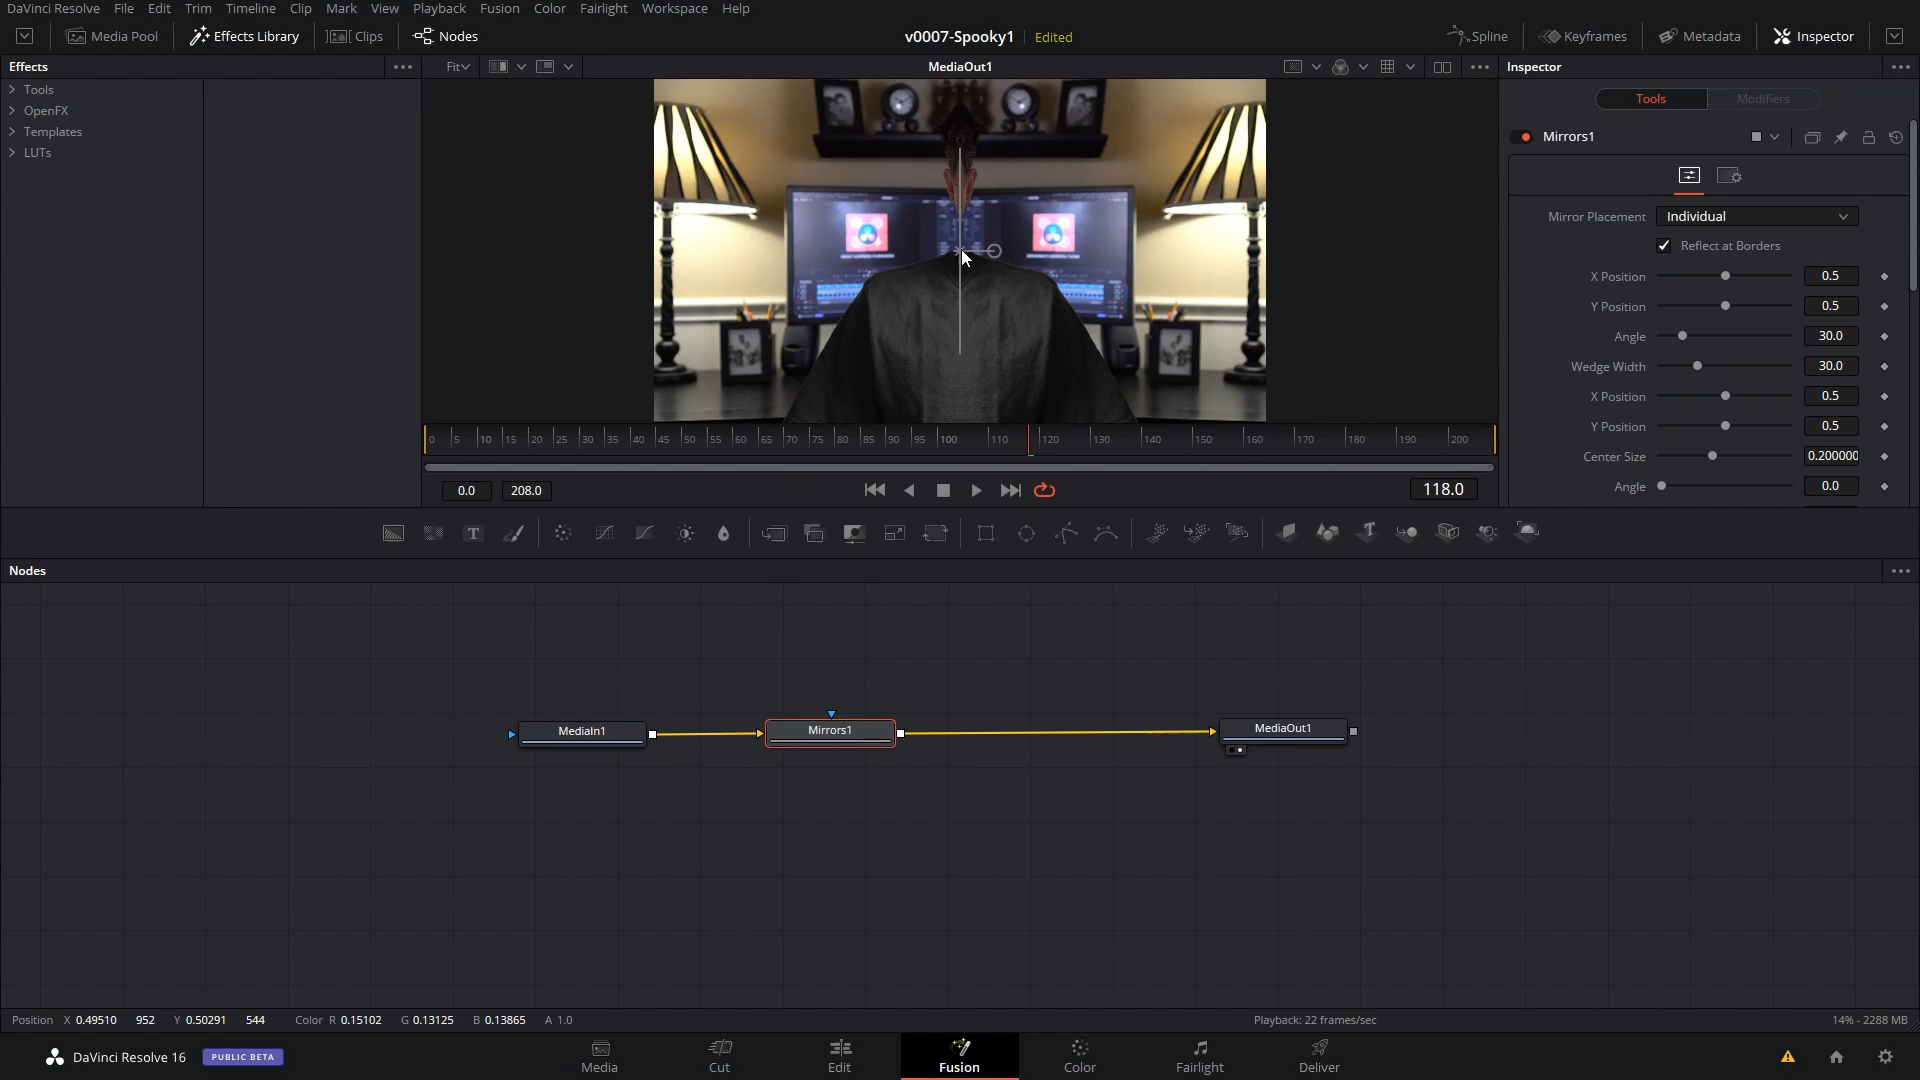 DaVinci Resolve File Edit Trim Timeline Clip Mark View Playback Fusion Color Fairlight Workspace Help
Media Pool Effects Library Clips Nodes v0007-Spooky1 Edited Spline Keyframes Metadata Inspector
Effects Fit MediaOut1 Inspector
Tools
OpenFX
Templates
LUTs
Tools Modifiers
Mirrors1
Mirror Placement Individual
Reflect at Borders
X Position 0.5
Y Position 0.5
Angle 30.0
Wedge Width 30.0
X Position 0.5
Y Position 0.5
Center Size 0.200000
Angle 0.0
0 5 10 15 20 25 30 35 40 45 50 55 60 65 70 75 80 85 90 95 100 110 120 130 140 150 160 170 180 190 200
0.0 208.0 118.0
Nodes
MediaIn1 Mirrors1 MediaOut1
Position X 0.49510 952 Y 0.50291 544 Color R 0.15102 G 0.13125 B 0.13865 A 1.0 Playback: 22 frames/sec 14% - 2288 MB
DaVinci Resolve 16 PUBLIC BETA
Media Cut Edit Fusion Color Fairlight Deliver